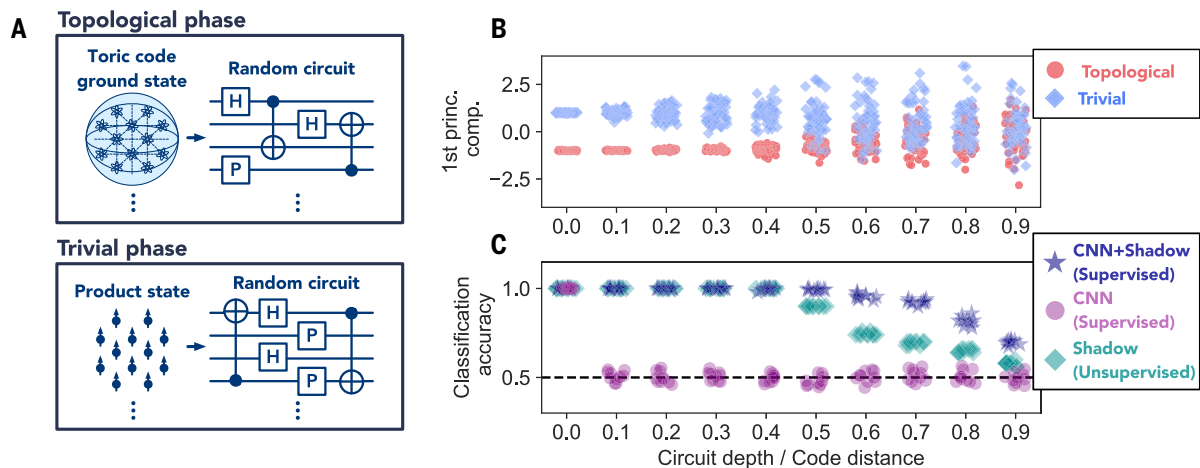 A
Topological phase
Toric code
ground state
Random circuit
H
H
P
Trivial phase
Product state
Random circuit
H
P
H
P
B
1st princ.
comp.
2.5
0.0
−2.5
0.0 0.1 0.2 0.3 0.4 0.5 0.6 0.7 0.8 0.9
Topological
Trivial
C
Classification
accuracy
1.0
0.5
0.0 0.1 0.2 0.3 0.4 0.5 0.6 0.7 0.8 0.9
Circuit depth / Code distance
CNN+Shadow
(Supervised)
CNN
(Supervised)
Shadow
(Unsupervised)